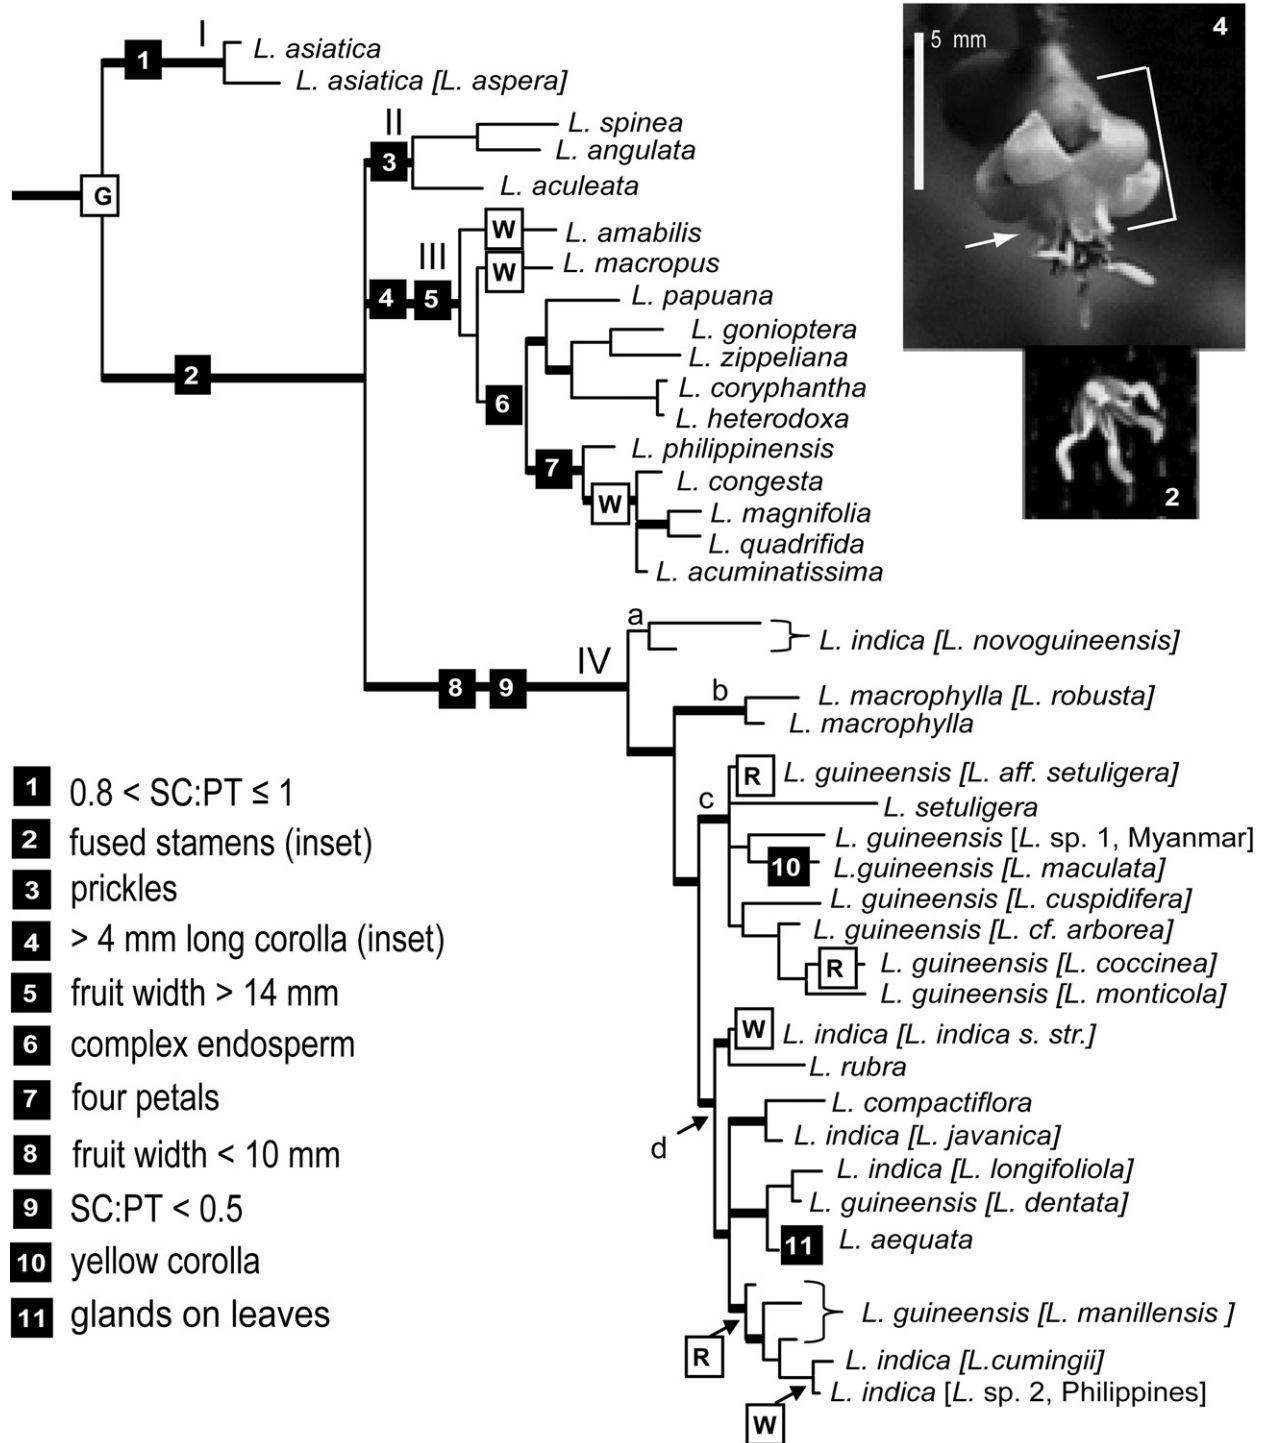 I
L. asiatica
1
L. asiatica [L. aspera]
G
II
L. spinea
3
L. angulata
L. aculeata
W
L. amabilis
III
W
L. macropus
4 5
L. papuana
L. gonioptera
2
L. zippeliana
L. coryphantha
6
L. heterodoxa
L. philippinensis
7
L. congesta
W
L. magnifolia
L. quadrifida
L. acuminatissima
4
5 mm
2
a
L. indica [L. novoguineensis]
IV
8 9
b
L. macrophylla [L. robusta]
L. macrophylla
R
L. guineensis [L. aff. setuligera]
c
L. setuligera
L. guineensis [L. sp. 1, Myanmar]
10
L.guineensis [L. maculata]
L. guineensis [L. cuspidifera]
L. guineensis [L. cf. arborea]
R
L. guineensis [L. coccinea]
L. guineensis [L. monticola]
W
L. indica [L. indica s. str.]
L. rubra
d
L. compactiflora
L. indica [L. javanica]
L. indica [L. longifoliola]
L. guineensis [L. dentata]
11
L. aequata
L. guineensis [L. manillensis ]
R
L. indica [L.cumingii]
L. indica [L. sp. 2, Philippines]
W
1 0.8 < SC:PT ≤ 1
2 fused stamens (inset)
3 prickles
4 > 4 mm long corolla (inset)
5 fruit width > 14 mm
6 complex endosperm
7 four petals
8 fruit width < 10 mm
9 SC:PT < 0.5
10 yellow corolla
11 glands on leaves